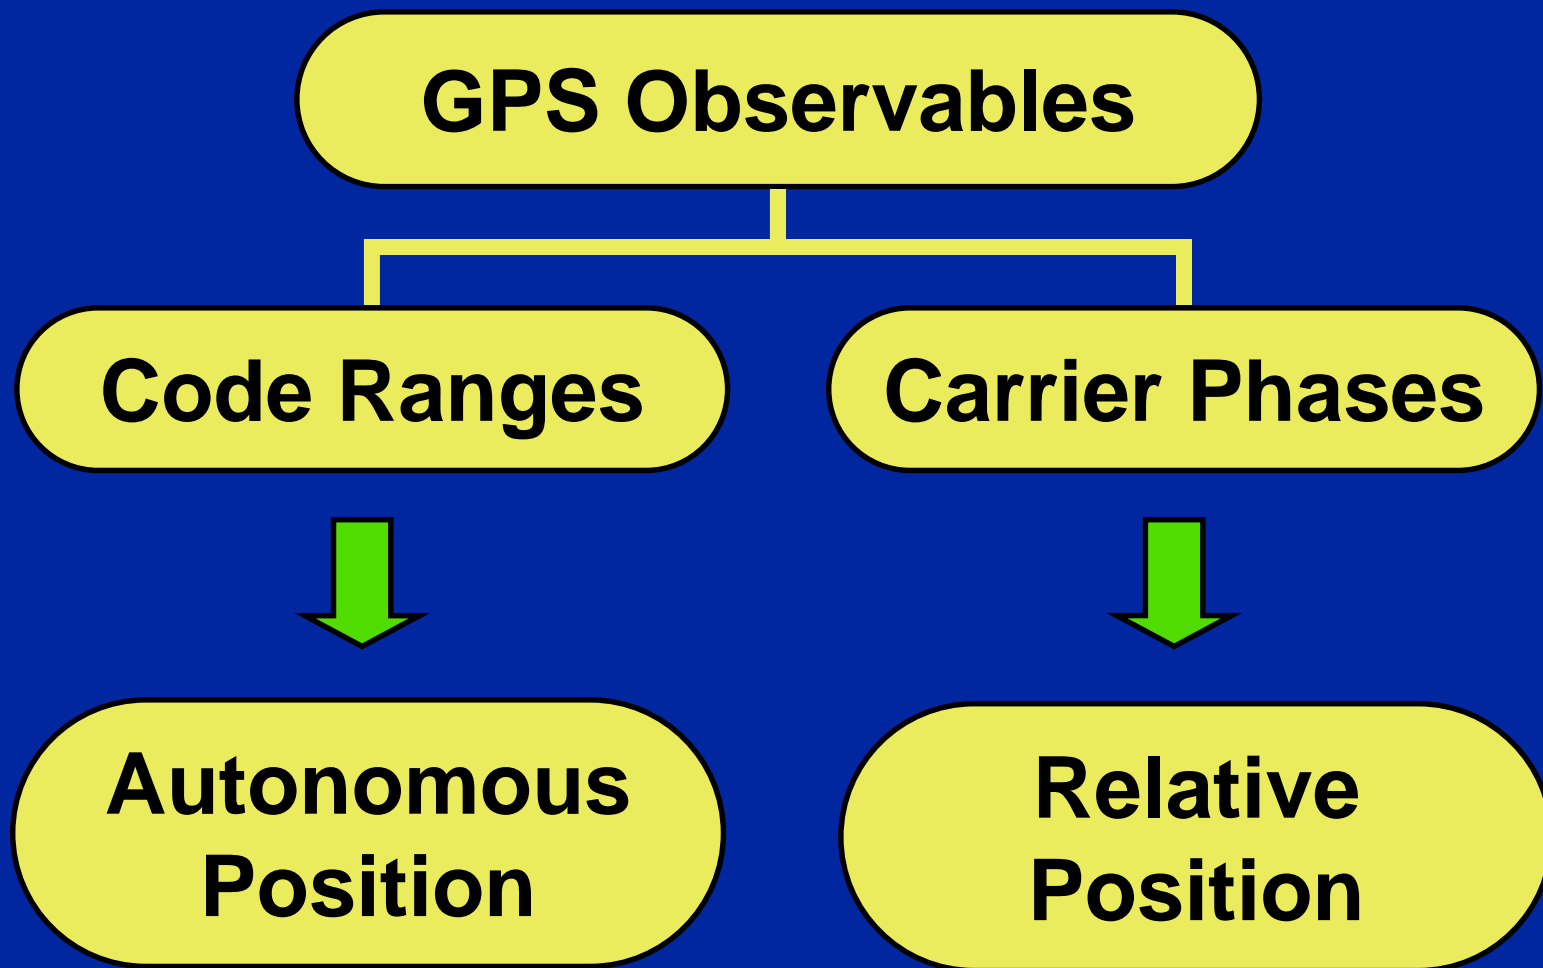 GPS Observables
Code Ranges
Carrier Phases
Autonomous
Position
Relative
Position